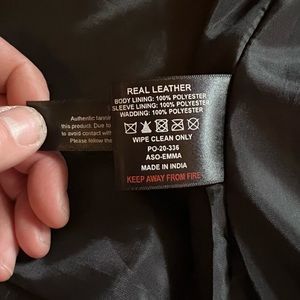 Authentic tannin
this product. Due to
to avoid contact with
Please follow the
REAL LEATHER
BODY LINING: 100% POLYESTER
SLEEVE LINING: 100% POLYESTER
WADDING: 100% POLYESTER
WIPE CLEAN ONLY
PO-20-336
ASO-EMMA
MADE IN INDIA
KEEP AWAY FROM FIRE